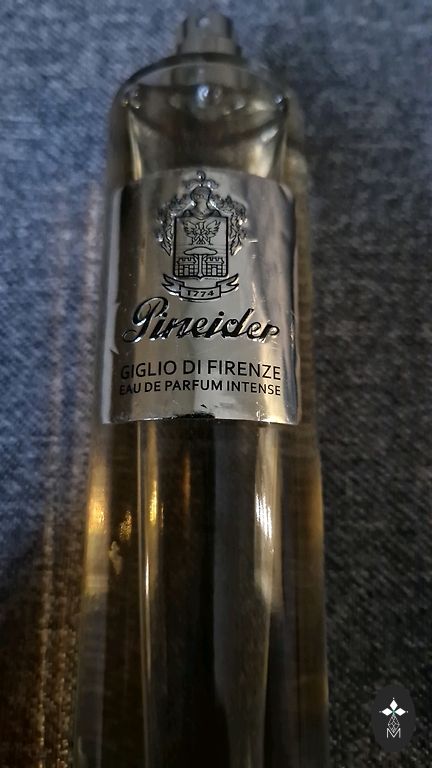 1774
Pineider
GIGLIO DI FIRENZE
EAU DE PARFUM INTENSE
M